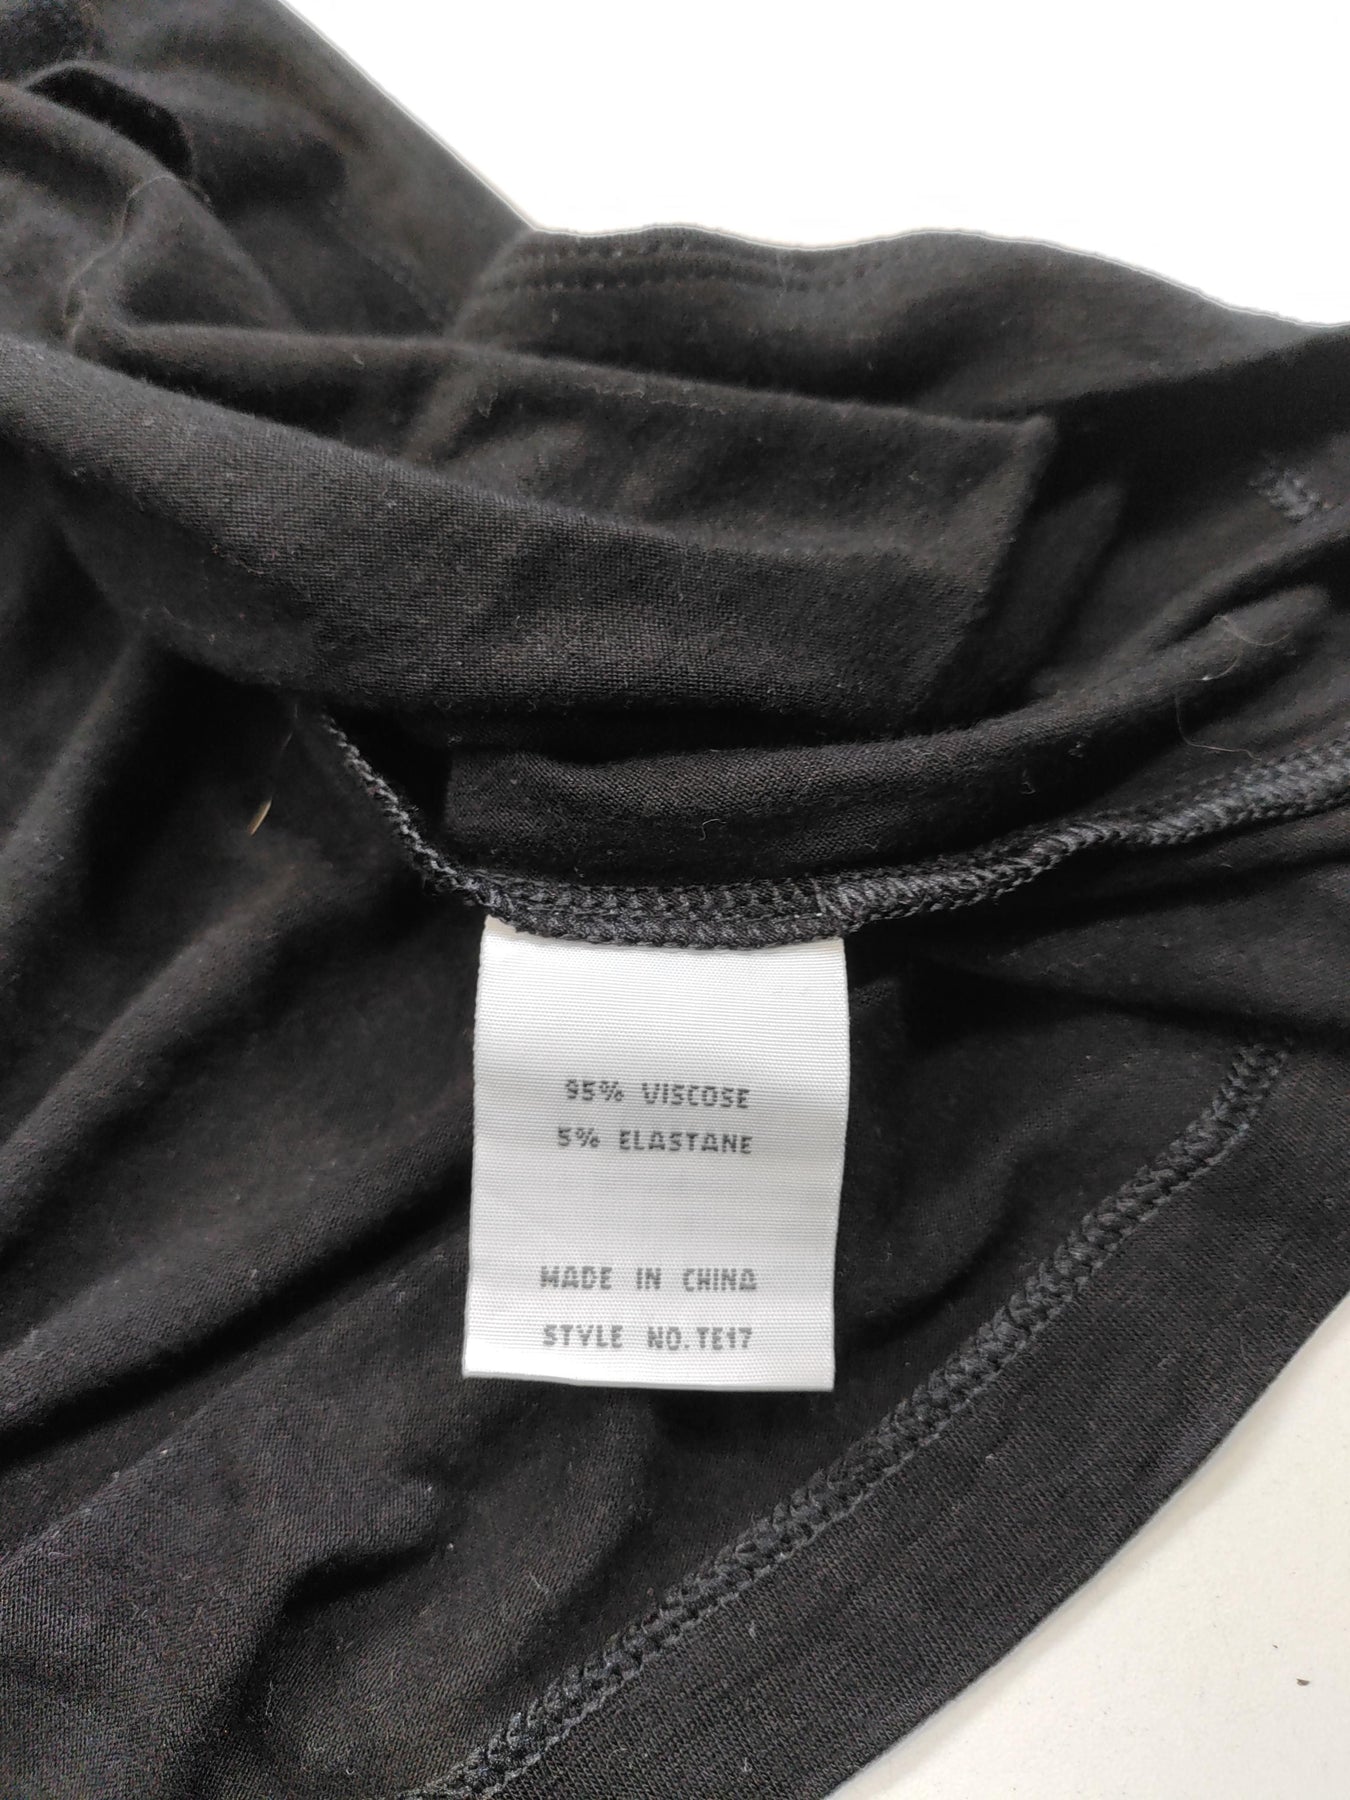 95% VISCOSE
5% ELASTANE
MADE IN CHINA
STYLE NO.TE17